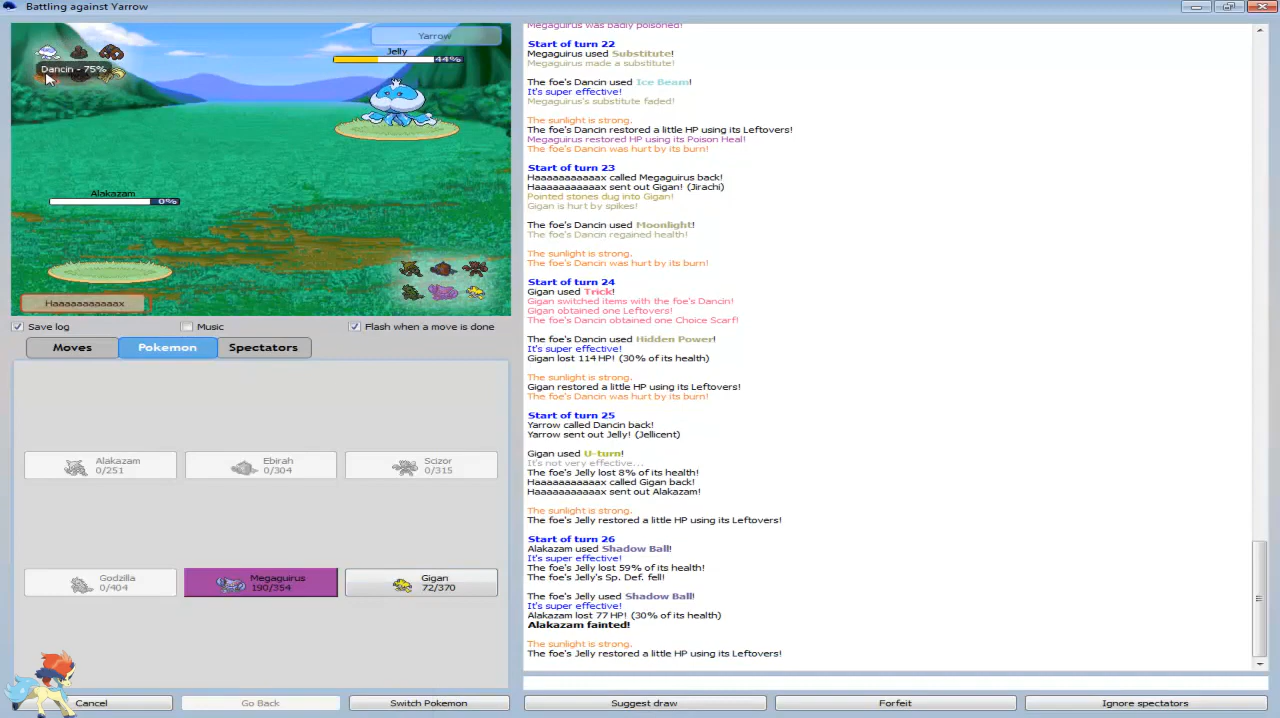 Battling against Yarrow
Yarrow
Jelly
44%
Dancin - 75%
Alakazam
0%
Haaaaaaaaaaax
Save log
Music
Flash when a move is done
Moves
Pokemon
Spectators
Alakazam
0/251
Ebirah
0/304
Scizor
0/315
Godzilla
0/404
Megaguirus
190/354
Gigan
72/370
Cancel
Go Back
Switch Pokemon
Megaguirus was badly poisoned!
Start of turn 22
Megaguirus used Substitute!
Megaguirus made a substitute!
The foe's Dancin used Ice Beam!
It's super effective!
Megaguirus's substitute faded!
The sunlight is strong.
The foe's Dancin restored a little HP using its Leftovers!
Megaguirus restored HP using its Poison Heal!
The foe's Dancin was hurt by its burn!
Start of turn 23
Haaaaaaaaaaax called Megaguirus back!
Haaaaaaaaaaax sent out Gigan! (Jirachi)
Pointed stones dug into Gigan!
Gigan is hurt by spikes!
The foe's Dancin used Moonlight!
The foe's Dancin regained health!
The sunlight is strong.
The foe's Dancin was hurt by its burn!
Start of turn 24
Gigan used Trick!
Gigan switched items with the foe's Dancin!
Gigan obtained one Leftovers!
The foe's Dancin obtained one Choice Scarf!
The foe's Dancin used Hidden Power!
It's super effective!
Gigan lost 114 HP! (30% of its health)
The sunlight is strong.
Gigan restored a little HP using its Leftovers!
The foe's Dancin was hurt by its burn!
Start of turn 25
Yarrow called Dancin back!
Yarrow sent out Jelly! (Jellicent)
Gigan used U-turn!
It's not very effective...
The foe's Jelly lost 8% of its health!
Haaaaaaaaaaax called Gigan back!
Haaaaaaaaaaax sent out Alakazam!
The sunlight is strong.
The foe's Jelly restored a little HP using its Leftovers!
Start of turn 26
Alakazam used Shadow Ball!
It's super effective!
The foe's Jelly lost 59% of its health!
The foe's Jelly's Sp. Def. fell!
The foe's Jelly used Shadow Ball!
It's super effective!
Alakazam lost 77 HP! (30% of its health)
Alakazam fainted!
The sunlight is strong.
The foe's Jelly restored a little HP using its Leftovers!
Suggest draw
Forfeit
Ignore spectators